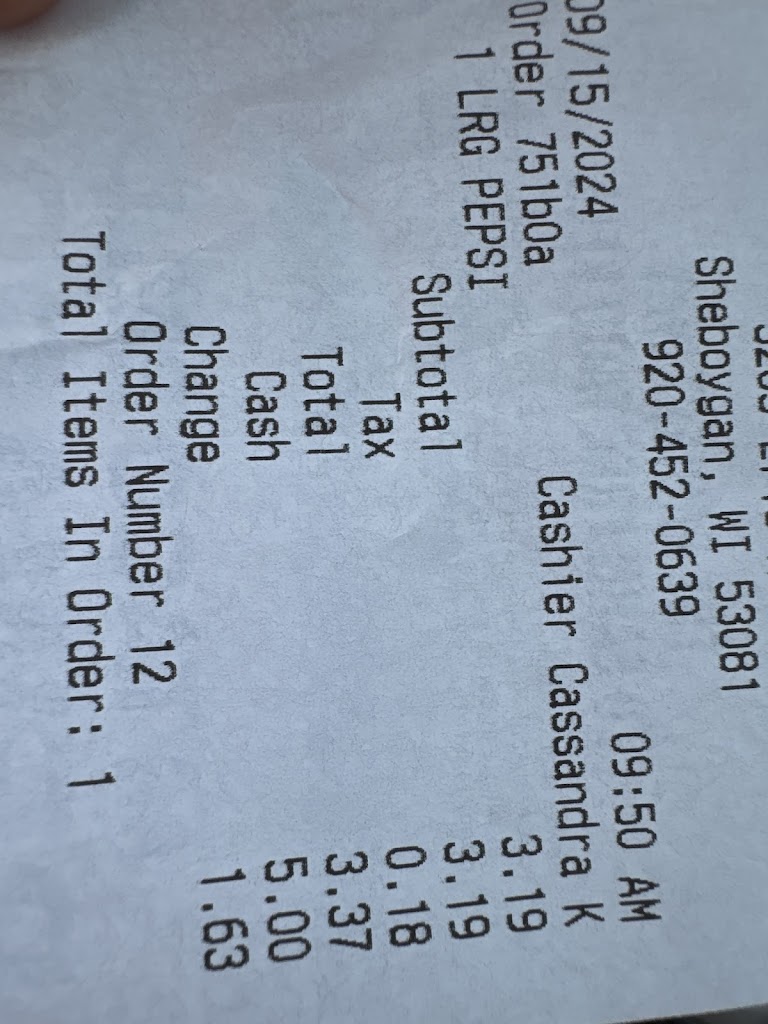 Sheboygan, WI 53081
920-452-0639
09/15/2024 09:50 AM
Order 751b0a Cashier Cassandra K
1 LRG PEPSI 3.19
Subtotal 3.19
Tax 0.18
Total 3.37
Cash 5.00
Change 1.63
Order Number 12
Total Items In Order: 1